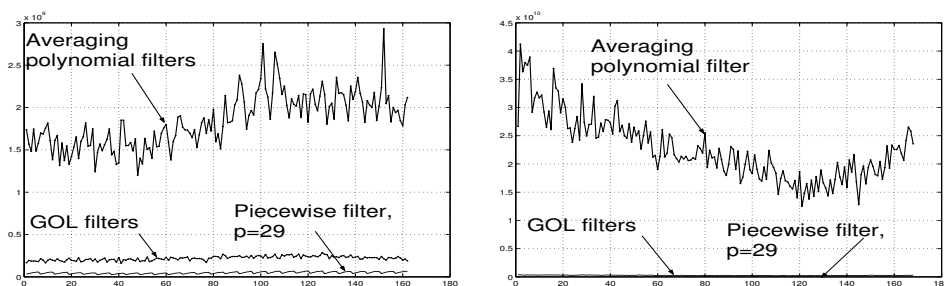 x 10^9
3
2.5
2
1.5
1
0.5
0
0 20 40 60 80 100 120 140 160 180
Averaging
polynomial filters
GOL filters
Piecewise filter,
p=29
x 10^10
4.5
4
3.5
3
2.5
2
1.5
1
0.5
0
0 20 40 60 80 100 120 140 160 180
Averaging
polynomial filter
GOL filters
Piecewise filter,
p=29